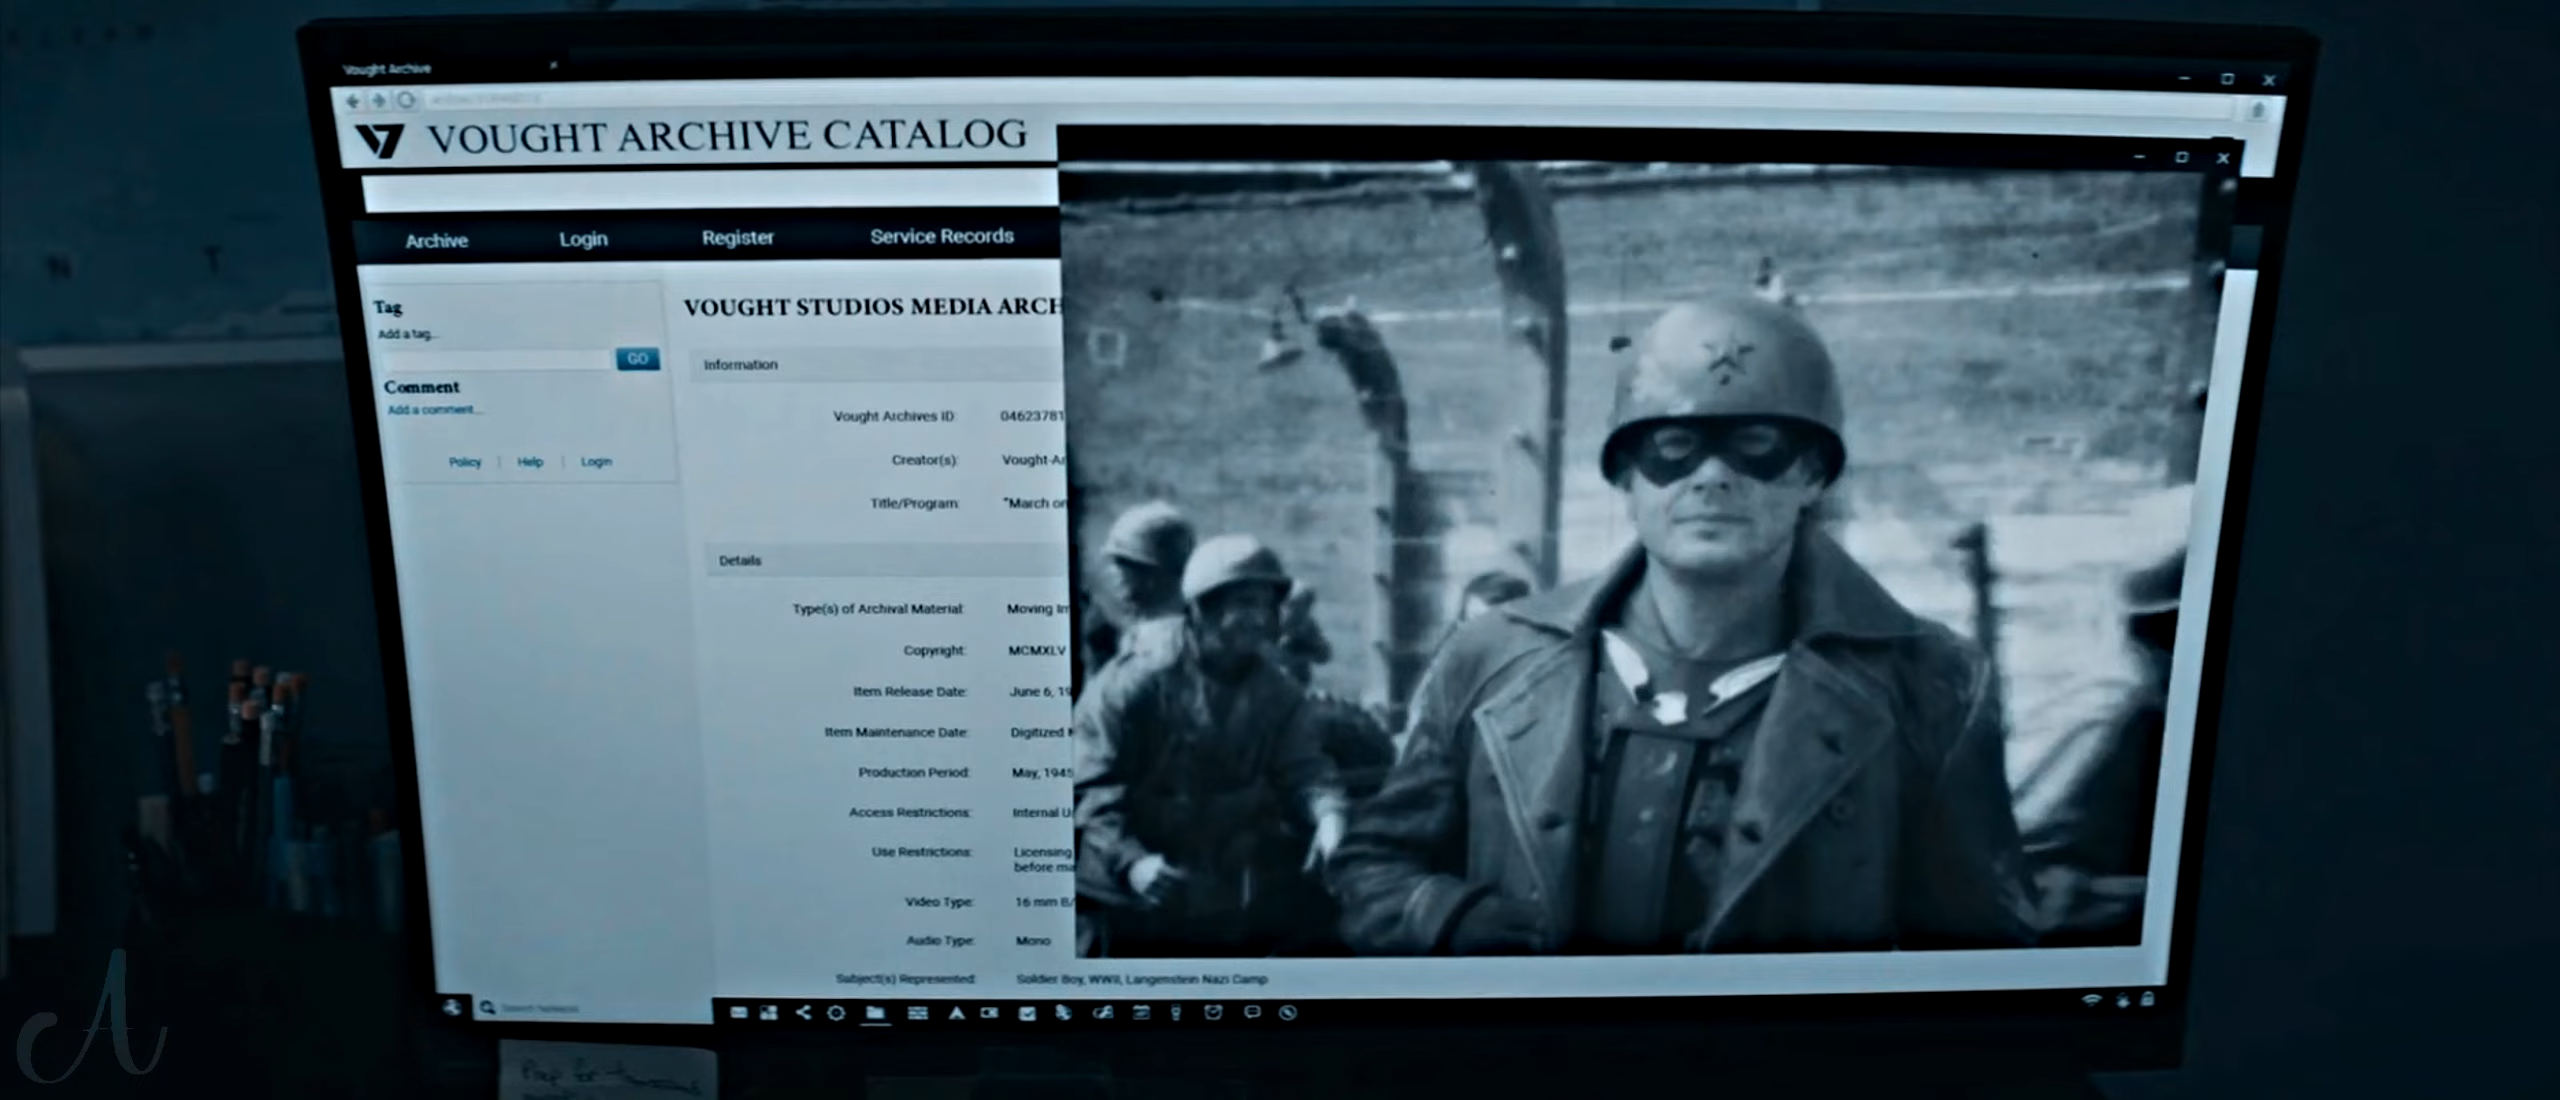 Vought Archive
VOUGHT ARCHIVE CATALOG
Archive Login Register Service Records
Tag
Add a tag...
GO
Comment
Add a comment...
Policy | Help | Login
VOUGHT STUDIOS MEDIA ARCH
Information
Vought Archives ID: 04623781
Creator(s): Vought-A
Title/Program: "March on
Details
Type(s) of Archival Material: Moving Im
Copyright: MCMXLV
Item Release Date: June 6, 19
Item Maintenance Date: Digitized
Production Period: May, 1945
Access Restrictions: Internal U
Use Restrictions: Licensing
before ma
Video Type: 16 mm B/
Audio Type: Mono
Subject(s) Represented: Soldier Boy, WWII, Langenstein Nazi Camp
Search
A